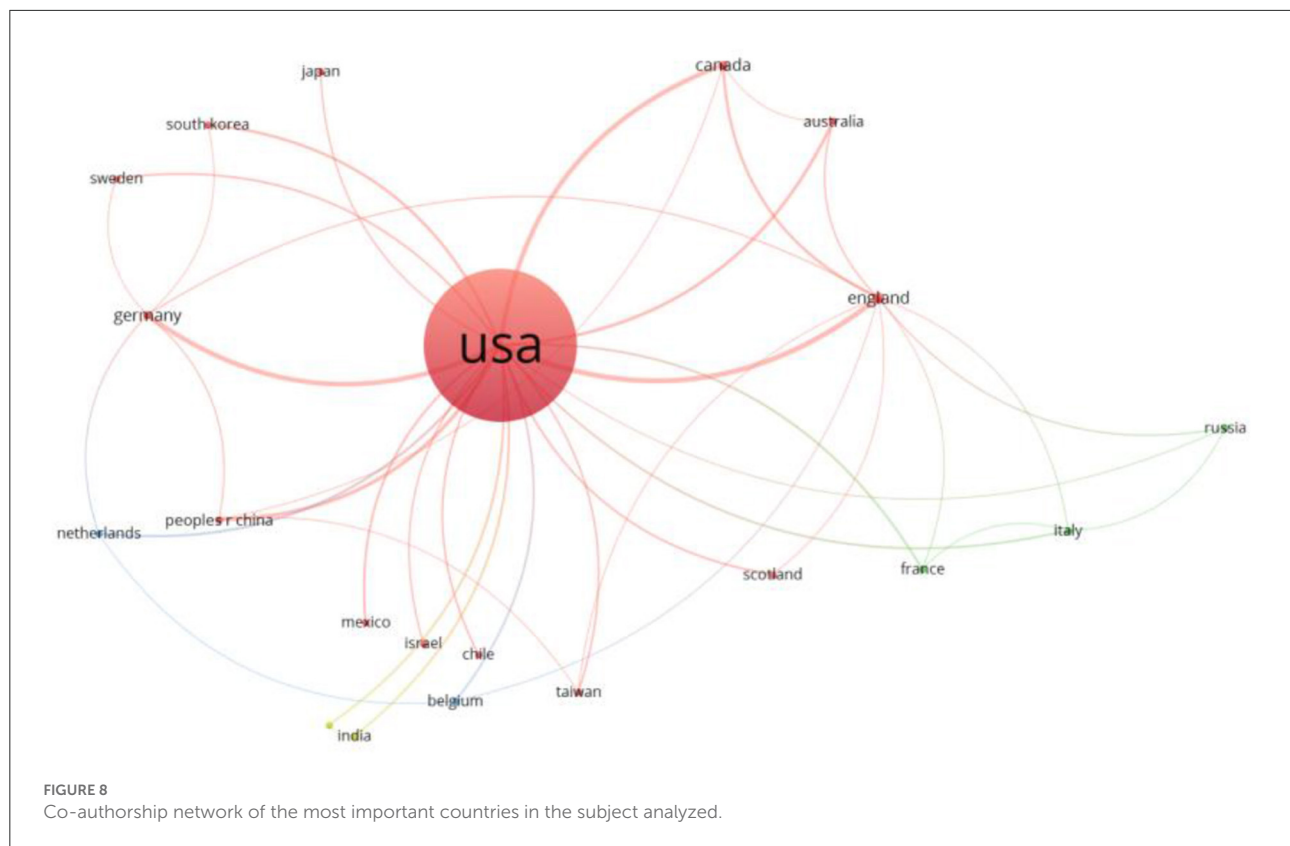 japan
canada
south korea
australia
sweden
germany
england
usa
russia
peoples r china
netherlands
italy
france
scotland
mexico
israel
chile
taiwan
belgium
india
FIGURE 8
Co-authorship network of the most important countries in the subject analyzed.